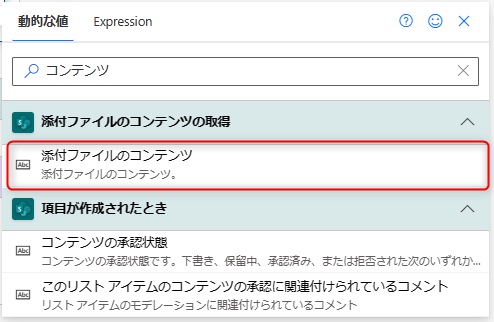 動的な値 Expression
コンテンツ
添付ファイルのコンテンツの取得
Abc 添付ファイルのコンテンツ
添付ファイルのコンテンツ。
項目が作成されたとき
Abc コンテンツの承認状態
コンテンツの承認状態です。下書き、保留中、承認済み、または拒否された次のいずれか...
Abc このリスト アイテムのコンテンツの承認に関連付けられているコメント
リスト アイテムのモデレーションに関連付けられているコメント